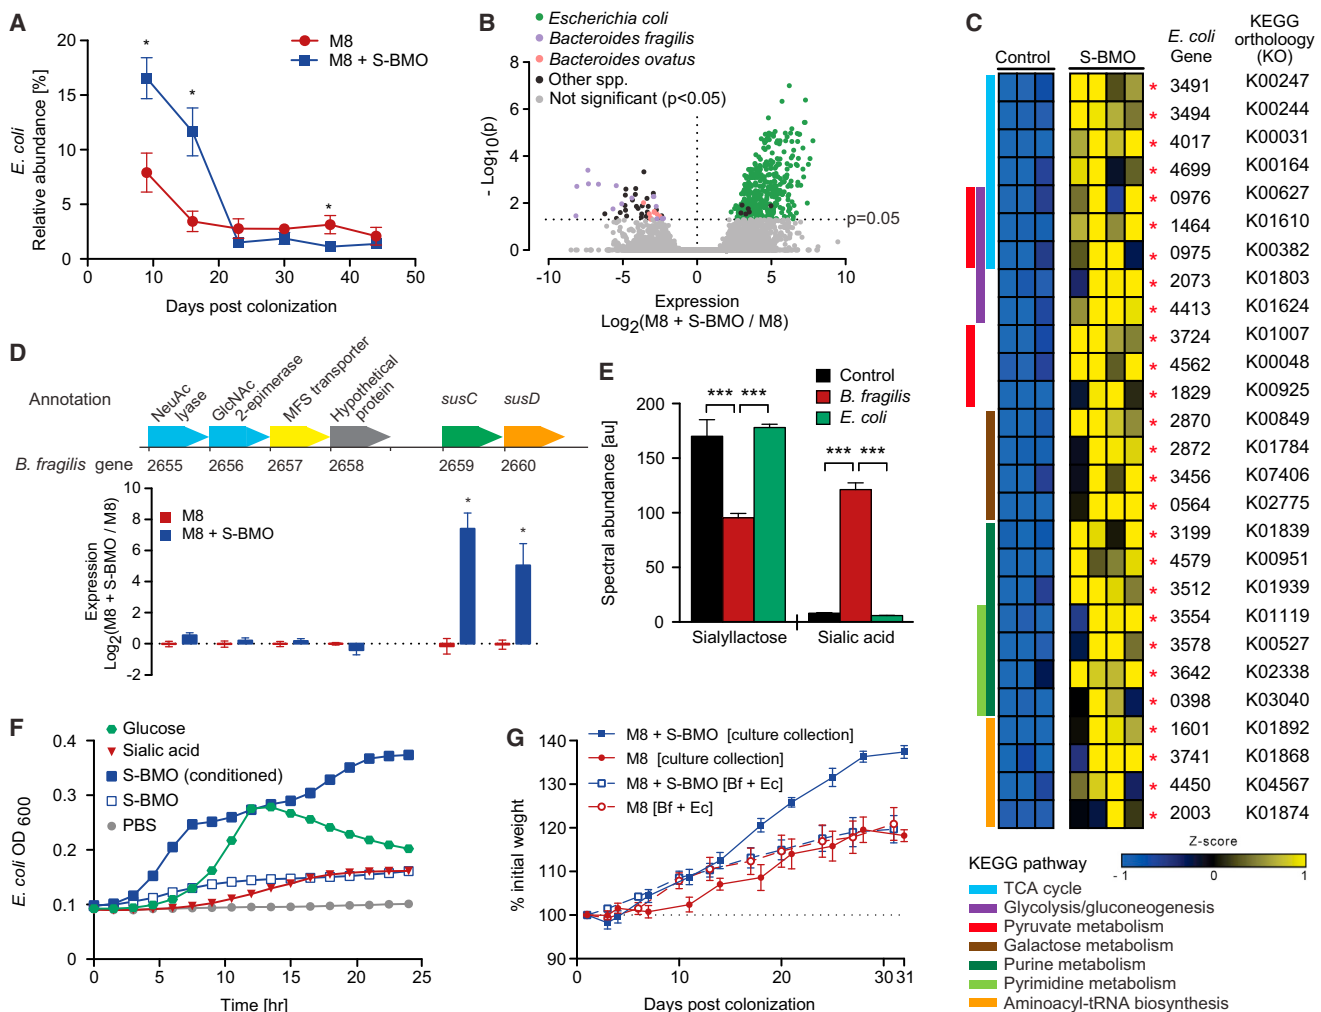 A
E. coli
Relative abundance [%]
20
15
10
5
0
*
*
*
M8
M8 + S-BMO
0
10
20
30
40
50
Days post colonization
B
Escherichia coli
Bacteroides fragilis
Bacteroides ovatus
Other spp.
Not significant (p<0.05)
- Log10(p)
8
6
4
2
0
p=0.05
-10
-5
0
5
10
Expression
Log2(M8 + S-BMO / M8)
C
Control
S-BMO
E. coli
Gene
KEGG
ortholoogy
(KO)
* 3491 K00247
* 3494 K00244
* 4017 K00031
* 4699 K00164
* 0976 K00627
* 1464 K01610
* 0975 K00382
* 2073 K01803
* 4413 K01624
* 3724 K01007
* 4562 K00048
* 1829 K00925
* 2870 K00849
* 2872 K01784
* 3456 K07406
* 0564 K02775
* 3199 K01839
* 4579 K00951
* 3512 K01939
* 3554 K01119
* 3578 K00527
* 3642 K02338
* 0398 K03040
* 1601 K01892
* 3741 K01868
* 4450 K04567
* 2003 K01874
Z-score
- 1
0
1
KEGG pathway
TCA cycle
Glycolysis/gluconeogenesis
Pyruvate metabolism
Galactose metabolism
Purine metabolism
Pyrimidine metabolism
Aminoacyl-tRNA biosynthesis
D
Annotation
NeuAc
lyase
GlcNAc
2-epimerase
MFS transporter
Hypothetical
protein
susC
susD
B. fragilis gene
2655
2656
2657
2658
2659
2660
Expression
Log2(M8 + S-BMO / M8)
10
8
6
4
2
0
-2
M8
M8 + S-BMO
*
*
E
Control
B. fragilis
E. coli
Spectral abundance [au]
200
150
100
50
0
*** ***
*** ***
Sialyllactose
Sialic acid
F
Glucose
Sialic acid
S-BMO (conditioned)
S-BMO
PBS
E. coli OD 600
0.4
0.3
0.2
0.1
0
0
5
10
15
20
25
Time [hr]
G
M8 + S-BMO [culture collection]
M8 [culture collection]
M8 + S-BMO [Bf + Ec]
M8 [Bf + Ec]
% initial weight
140
130
120
110
100
90
0
10
20
30
31
Days post colonization